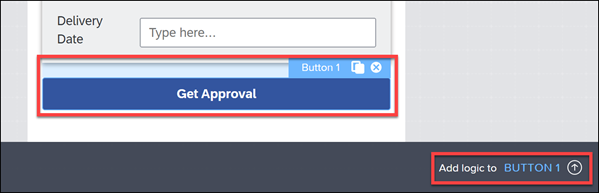 Delivery
Date
Type here...
Button 1
Get Approval
Add logic to BUTTON 1